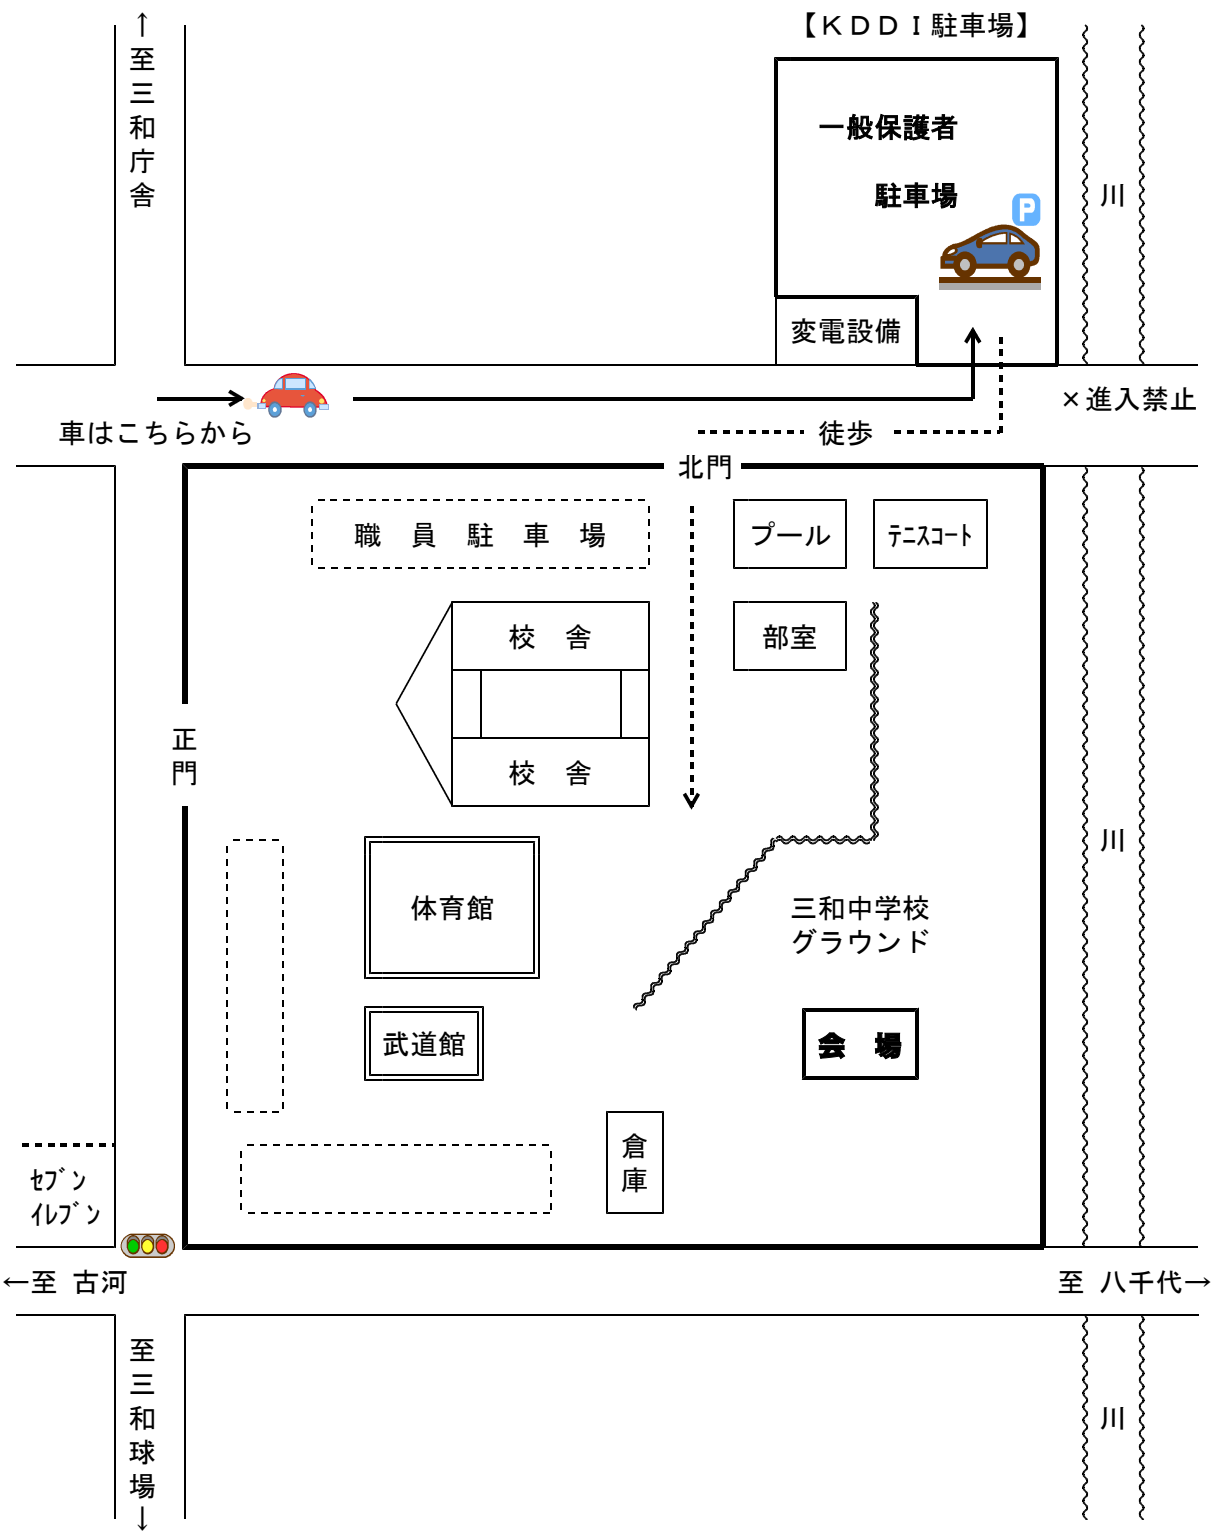 ↑至三和庁舎
【ＫＤＤＩ駐車場】
一般保護者
駐車場
P
川
変電設備
×進入禁止
車はこちらから
徒歩
北門
職員駐車場
プール
ﾃﾆｽｺｰﾄ
校舎
部室
正門
校舎
川
体育館
三和中学校
グラウンド
武道館
会場
倉庫
ｾﾌﾞﾝ
ｲﾚﾌﾞﾝ
←至 古河
至 八千代→
至三和球場↓
川